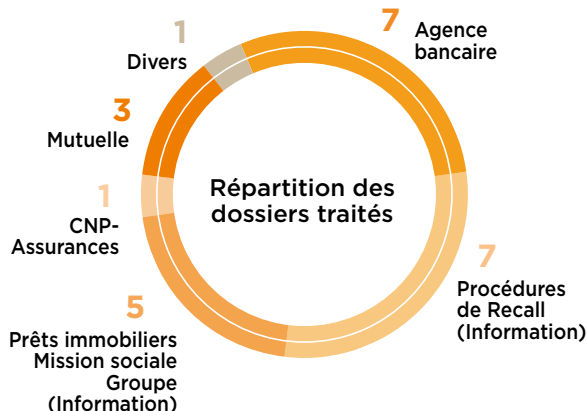 7
Agence
bancaire
1
Divers
3
Mutuelle
1
CNP-
Assurances
Répartition des
dossiers traités
7
Procédures
de Recall
(Information)
5
Prêts immobiliers
Mission sociale
Groupe
(Information)